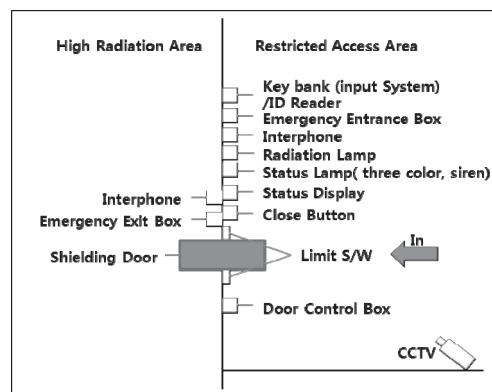 High Radiation Area
Restricted Access Area
Key bank (input System)
/ID Reader
Emergency Entrance Box
Interphone
Radiation Lamp
Status Lamp( three color, siren)
Interphone
Status Display
Emergency Exit Box
Close Button
Shielding Door
Limit S/W
In
Door Control Box
CCTV